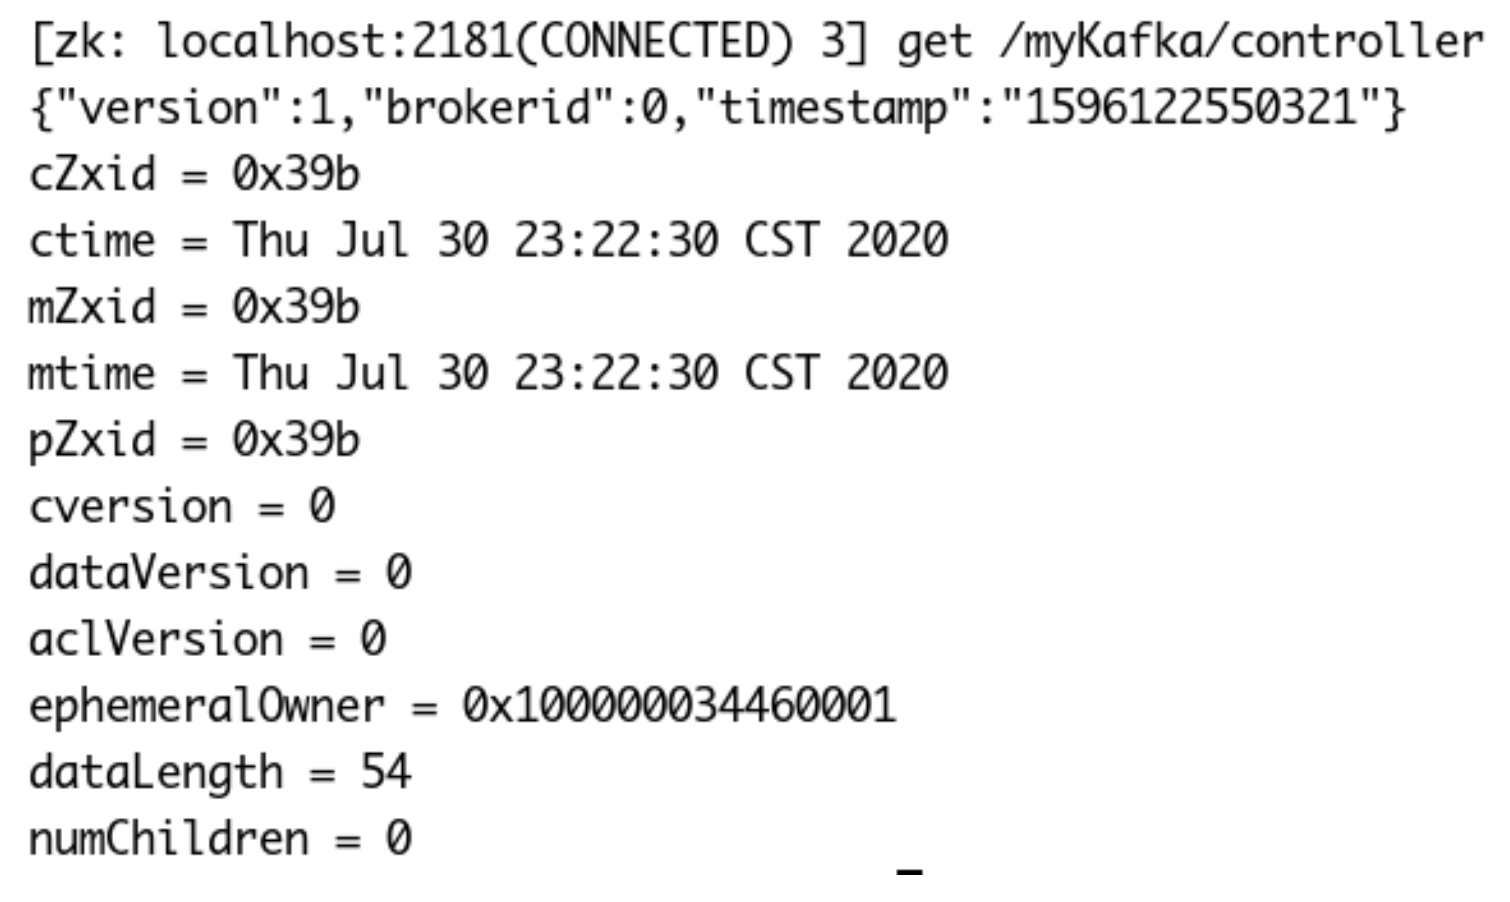 [zk: localhost:2181(CONNECTED) 3] get /myKafka/controller
{"version":1,"brokerid":0,"timestamp":"1596122550321"}
cZxid = 0x39b
ctime = Thu Jul 30 23:22:30 CST 2020
mZxid = 0x39b
mtime = Thu Jul 30 23:22:30 CST 2020
pZxid = 0x39b
cversion = 0
dataVersion = 0
aclVersion = 0
ephemeralOwner = 0x100000034460001
dataLength = 54
numChildren = 0